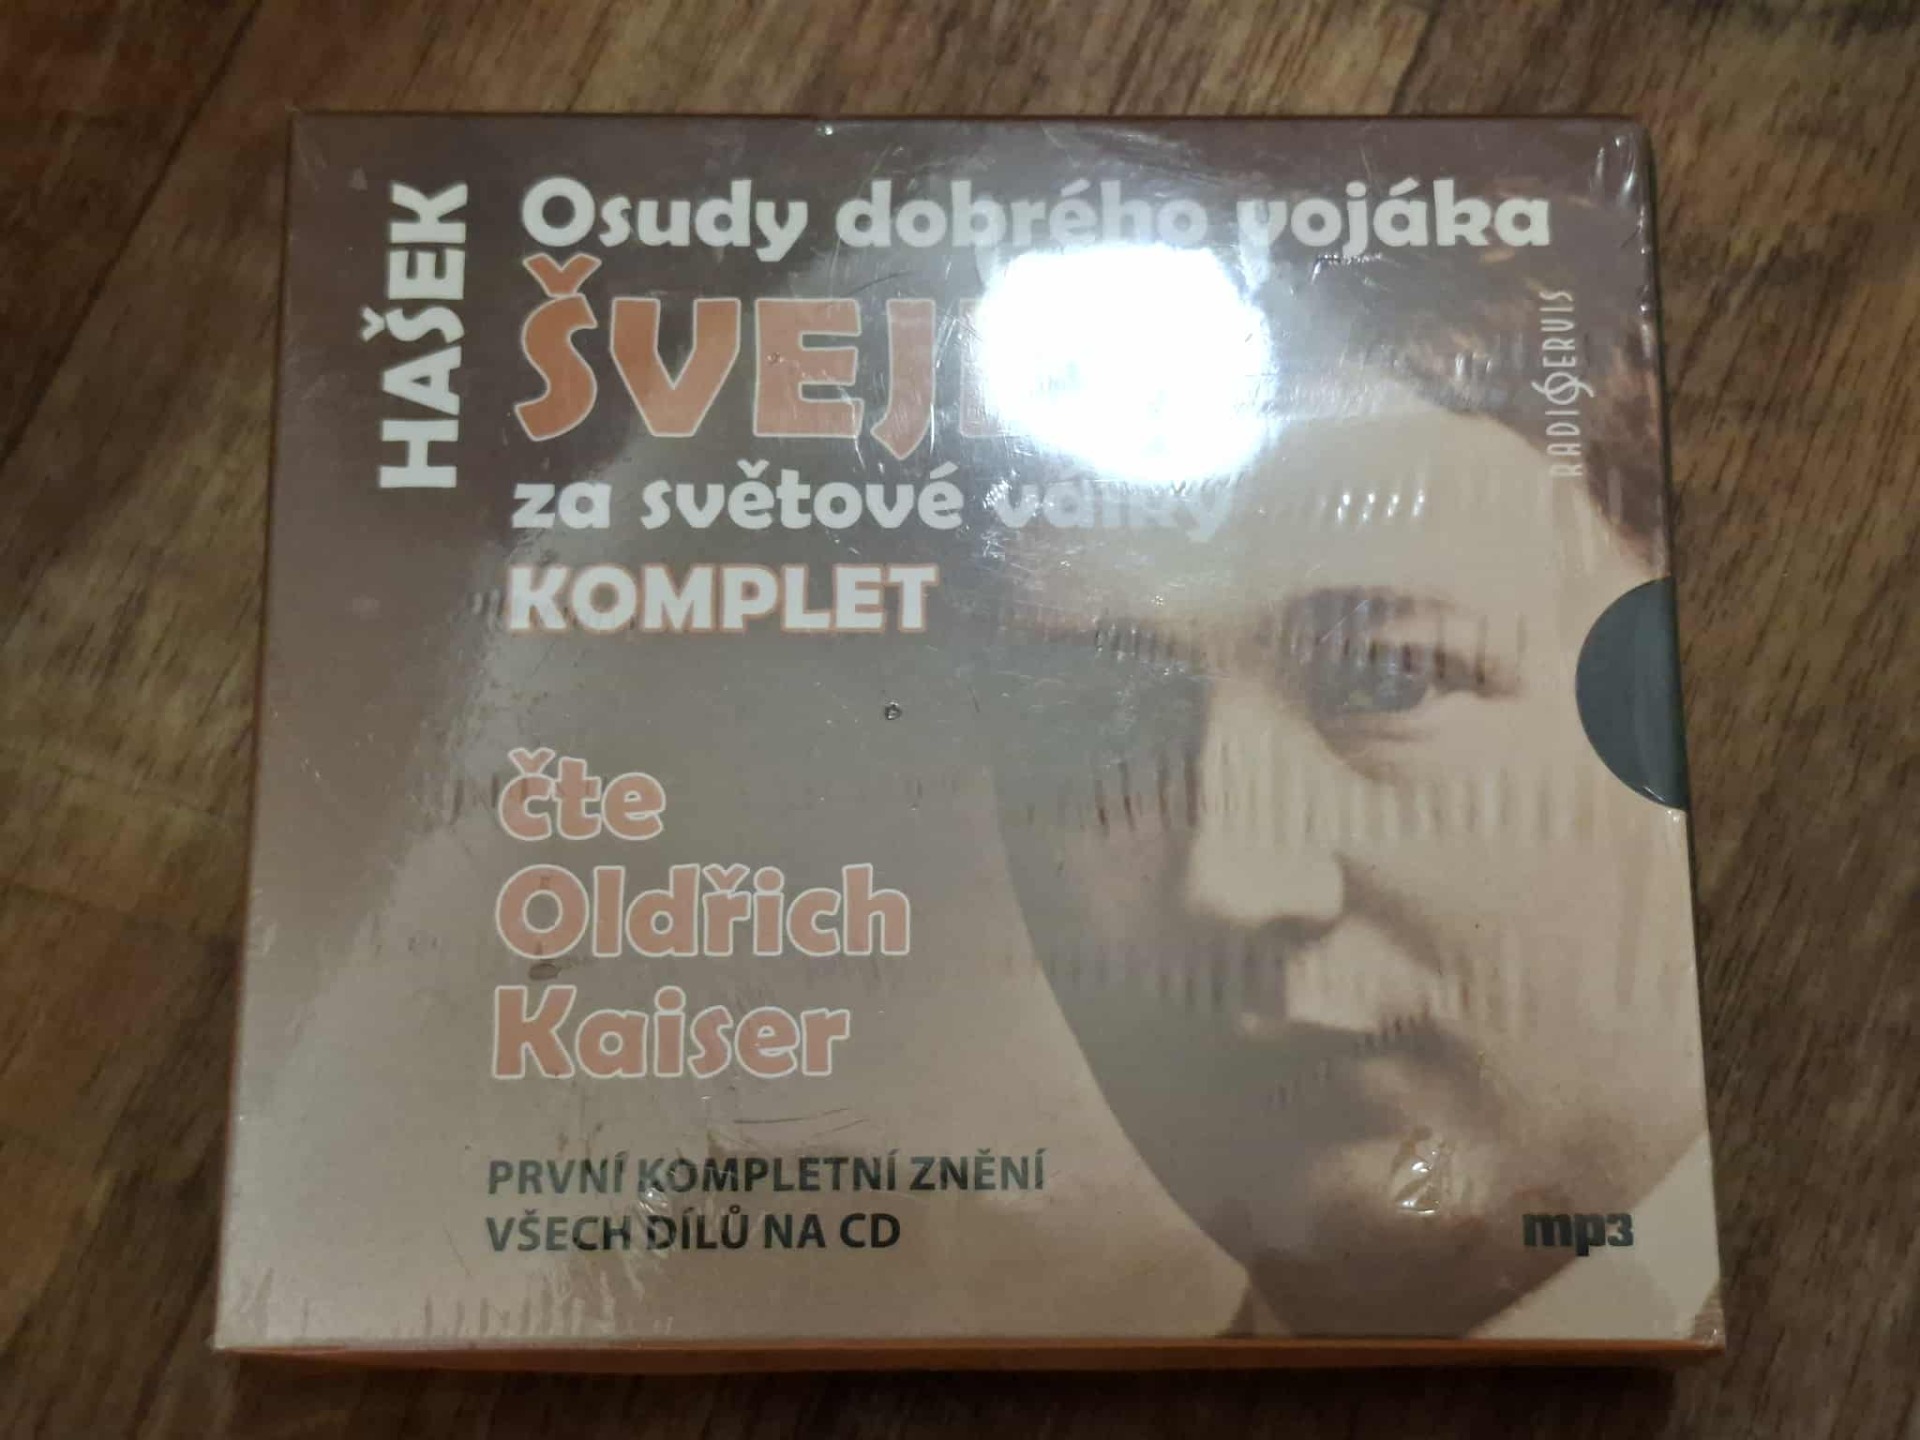 HAŠEK
Osudy dobrého vojáka
za světové války
KOMPLET
čte
Oldřich
Kaiser
PRVNÍ KOMPLETNÍ ZNĚNÍ
VŠECH DÍLŮ NA CD
RADIOSERVIS
mp3